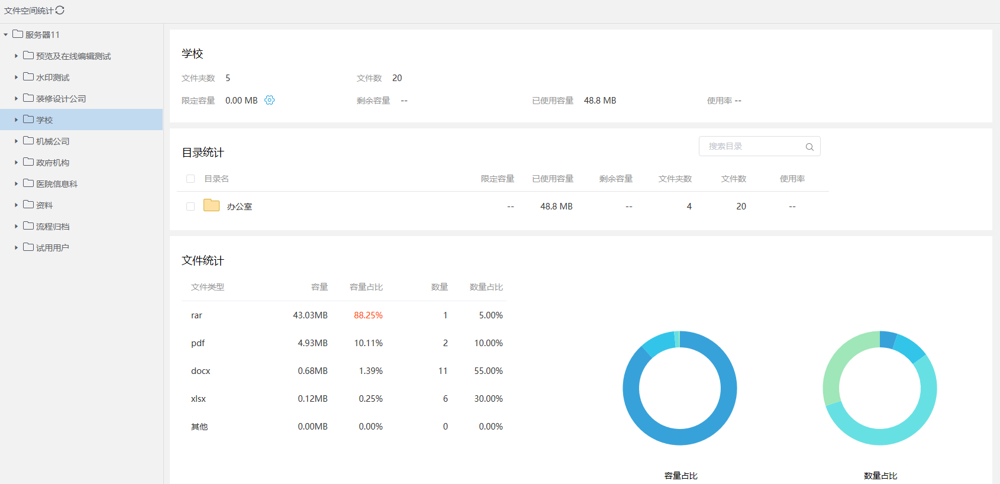 文件空间统计
服务器11
预览及在线编辑测试
水印测试
装修设计公司
学校
机械公司
政府机构
医院信息科
资料
流程归档
试用用户
学校
文件夹数 5 文件数 20
限定容量 0.00 MB 剩余容量 -- 已使用容量 48.8 MB 使用率 --
目录统计
搜索目录
目录名 限定容量 已使用容量 剩余容量 文件夹数 文件数 使用率
办公室 -- 48.8 MB -- 4 20 --
文件统计
文件类型 容量 容量占比 数量 数量占比
rar 43.03MB 88.25% 1 5.00%
pdf 4.93MB 10.11% 2 10.00%
docx 0.68MB 1.39% 11 55.00%
xlsx 0.12MB 0.25% 6 30.00%
其他 0.00MB 0.00% 0 0.00%
容量占比 数量占比